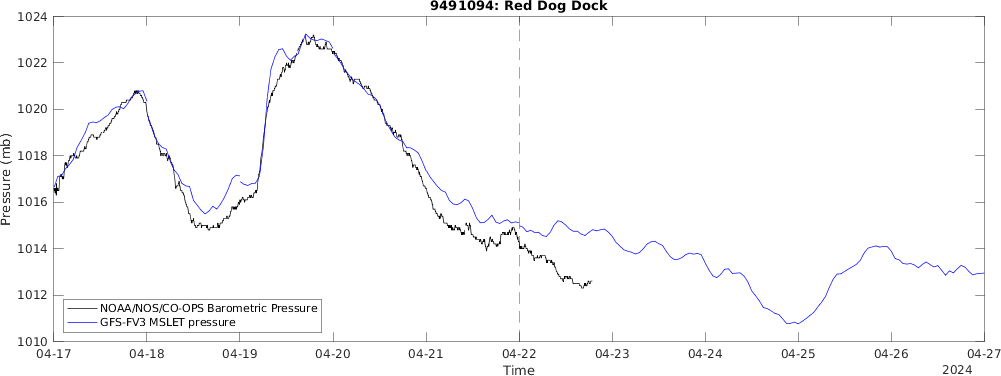 9491094: Red Dog Dock
1024
1022
1020
1018
1016
1014
1012
1010
Pressure (mb)
NOAA/NOS/CO-OPS Barometric Pressure
GFS-FV3 MSLET pressure
04-17 04-18 04-19 04-20 04-21 04-22 04-23 04-24 04-25 04-26 04-27
Time
2024